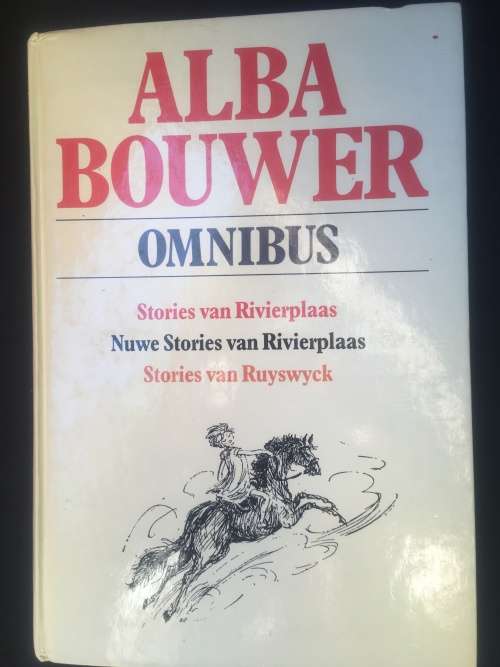 ALBA
BOUWER
OMNIBUS
Stories van Rivierplaas
Nuwe Stories van Rivierplaas
Stories van Ruyswyck